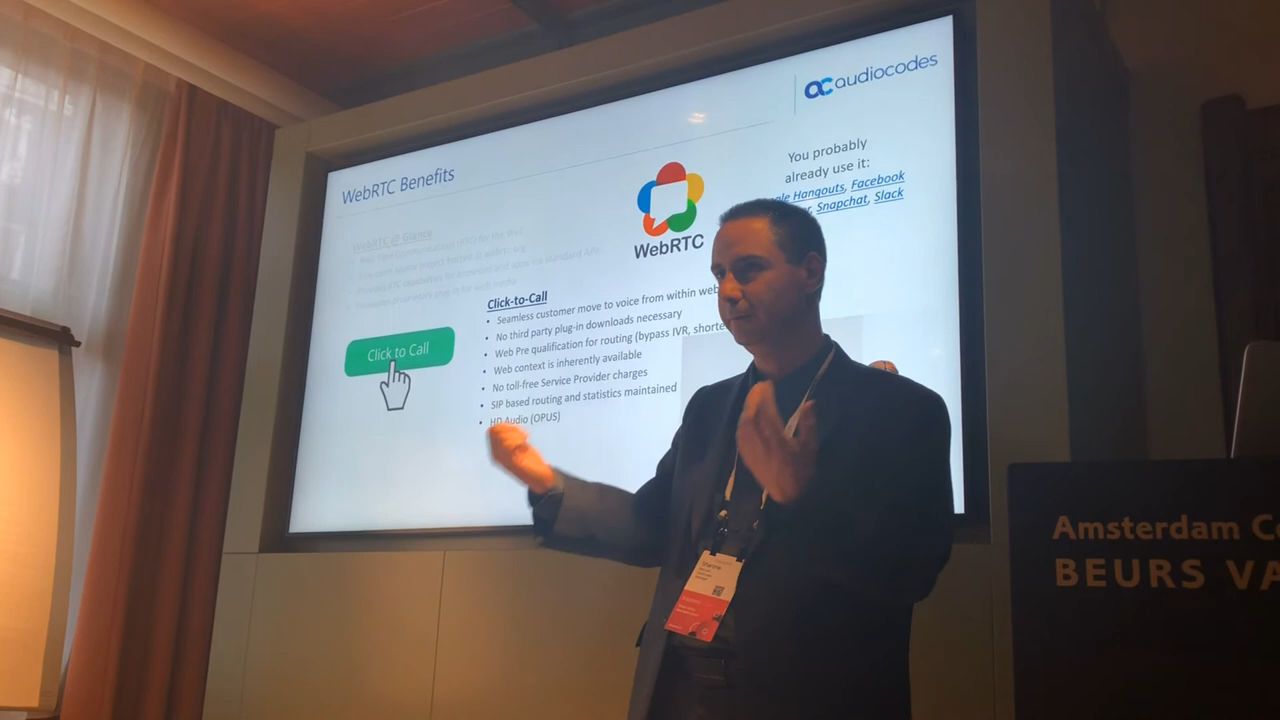 audiocodes
WebRTC Benefits
You probably
already use it:
Hangouts, Facebook
Snapchat, Slack
WebRTC
WebRTC @ Glance
Click-to-Call
• Seamless customer move to voice from within web
• No third party plug-in downloads necessary
• Web Pre qualification for routing (bypass IVR,
• Web context is inherently available
• No toll-free Service Provider charges
• SIP based routing and statistics maintained
• HD Audio (OPUS)
Click to Call
Amsterdam C
BEURS VA